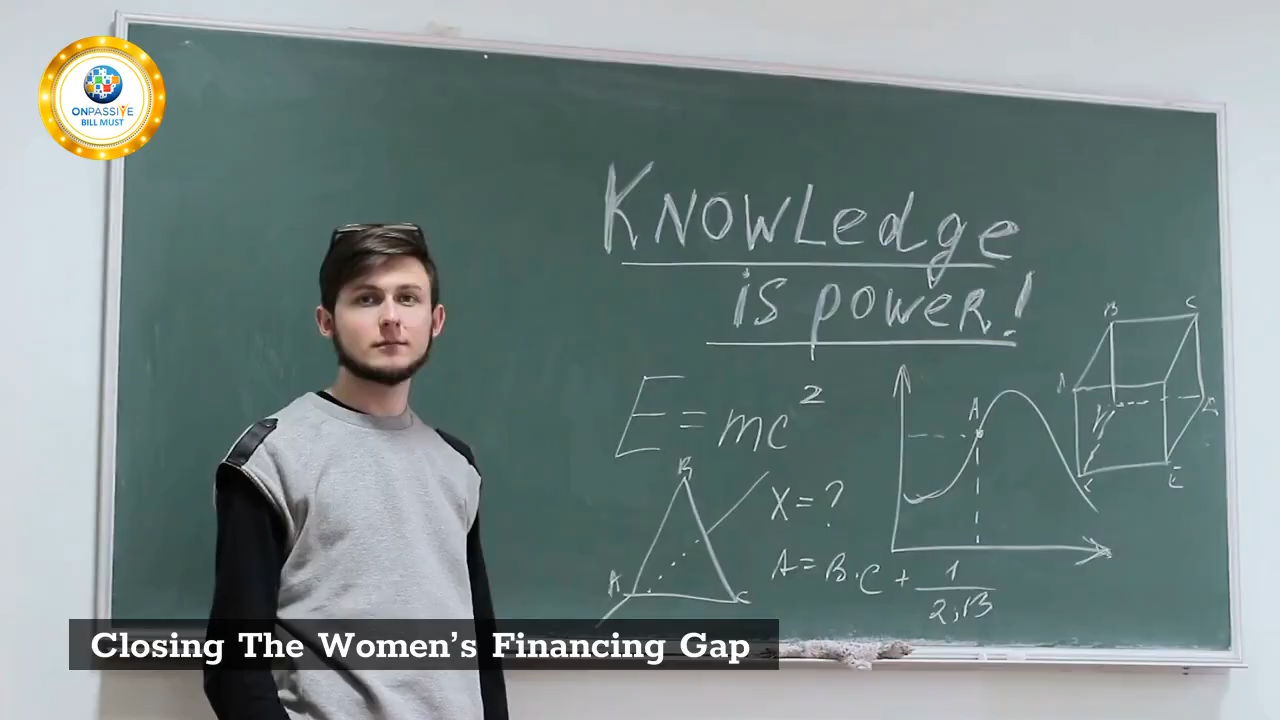 ONPASSIVE
BILL MUST
KNOWLedge
is power!
E = mc²
B
A
C
X = ?
A = B·C + 1
2,13
A
B
C
E
Closing The Women's Financing Gap